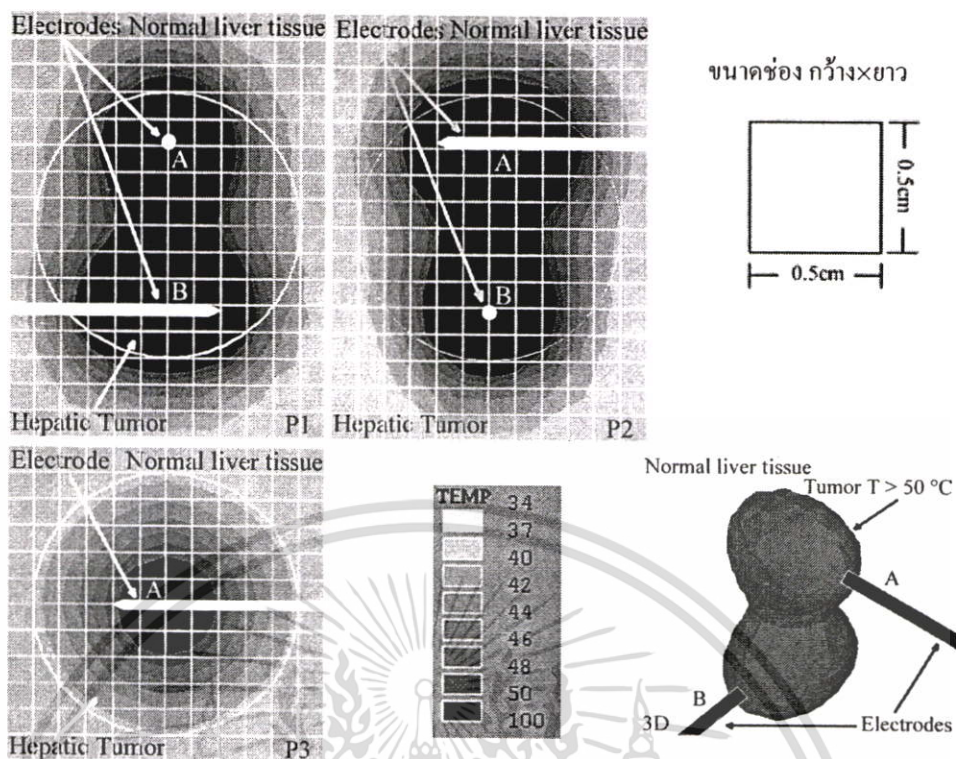 Electrodes Normal liver tissue
A
B
Hepatic Tumor P1
Electrodes Normal liver tissue
A
B
Hepatic Tumor P2
ขนาดช่อง กว้าง×ยาว
0.5cm
0.5cm
Electrode Normal liver tissue
A
Hepatic Tumor P3
TEMP 34
37
40
42
44
46
48
50
100
Normal liver tissue
Tumor T > 50 °C
A
B
3D
Electrodes